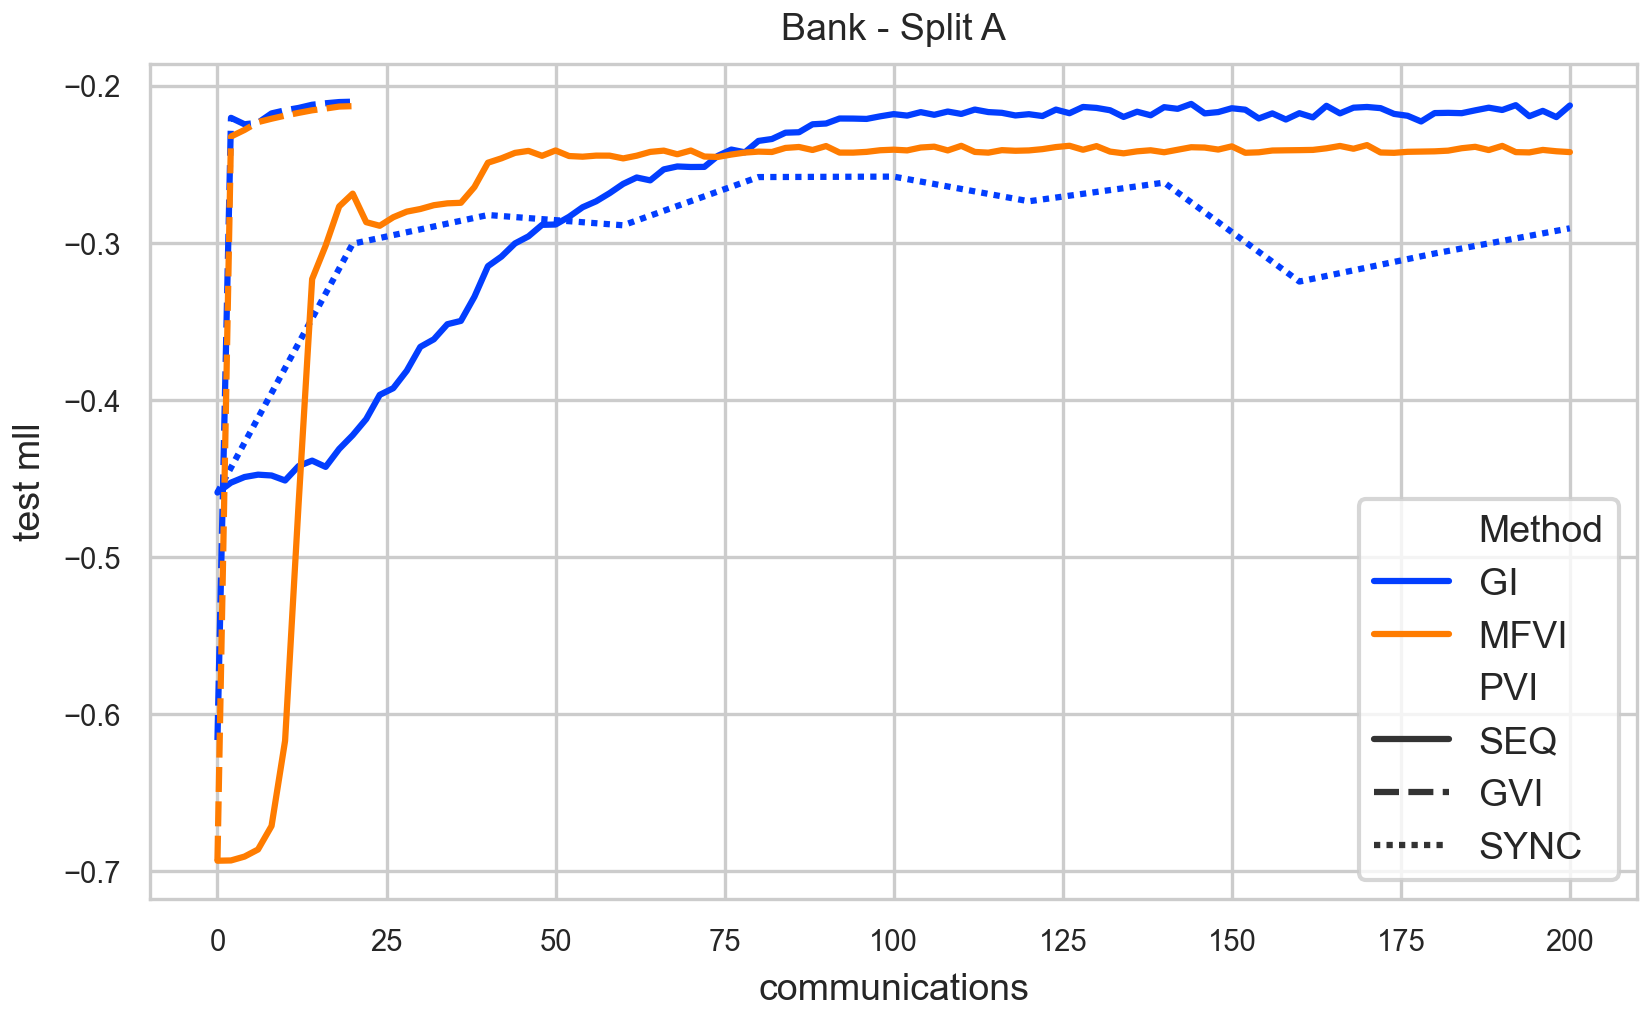 Bank - Split A
test mll
−0.2
−0.3
−0.4
−0.5
−0.6
−0.7
0 25 50 75 100 125 150 175 200
communications
Method
GI
MFVI
PVI
SEQ
GVI
SYNC